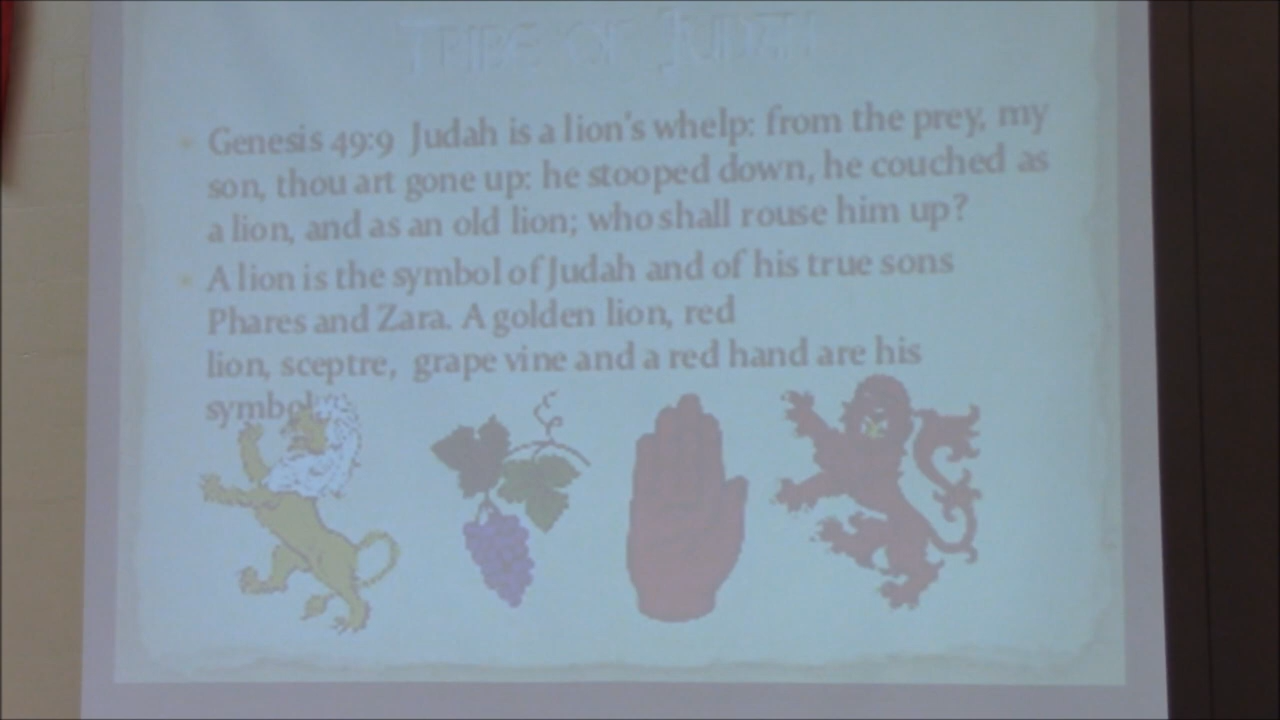 TRIBE OF JUDAH
Genesis 49:9 Judah is a lion's whelp: from the prey, my
son, thou art gone up: he stooped down, he couched as
a lion, and as an old lion; who shall rouse him up?
A lion is the symbol of Judah and of his true sons
Phares and Zara. A golden lion, red
lion, sceptre, grape vine and a red hand are his